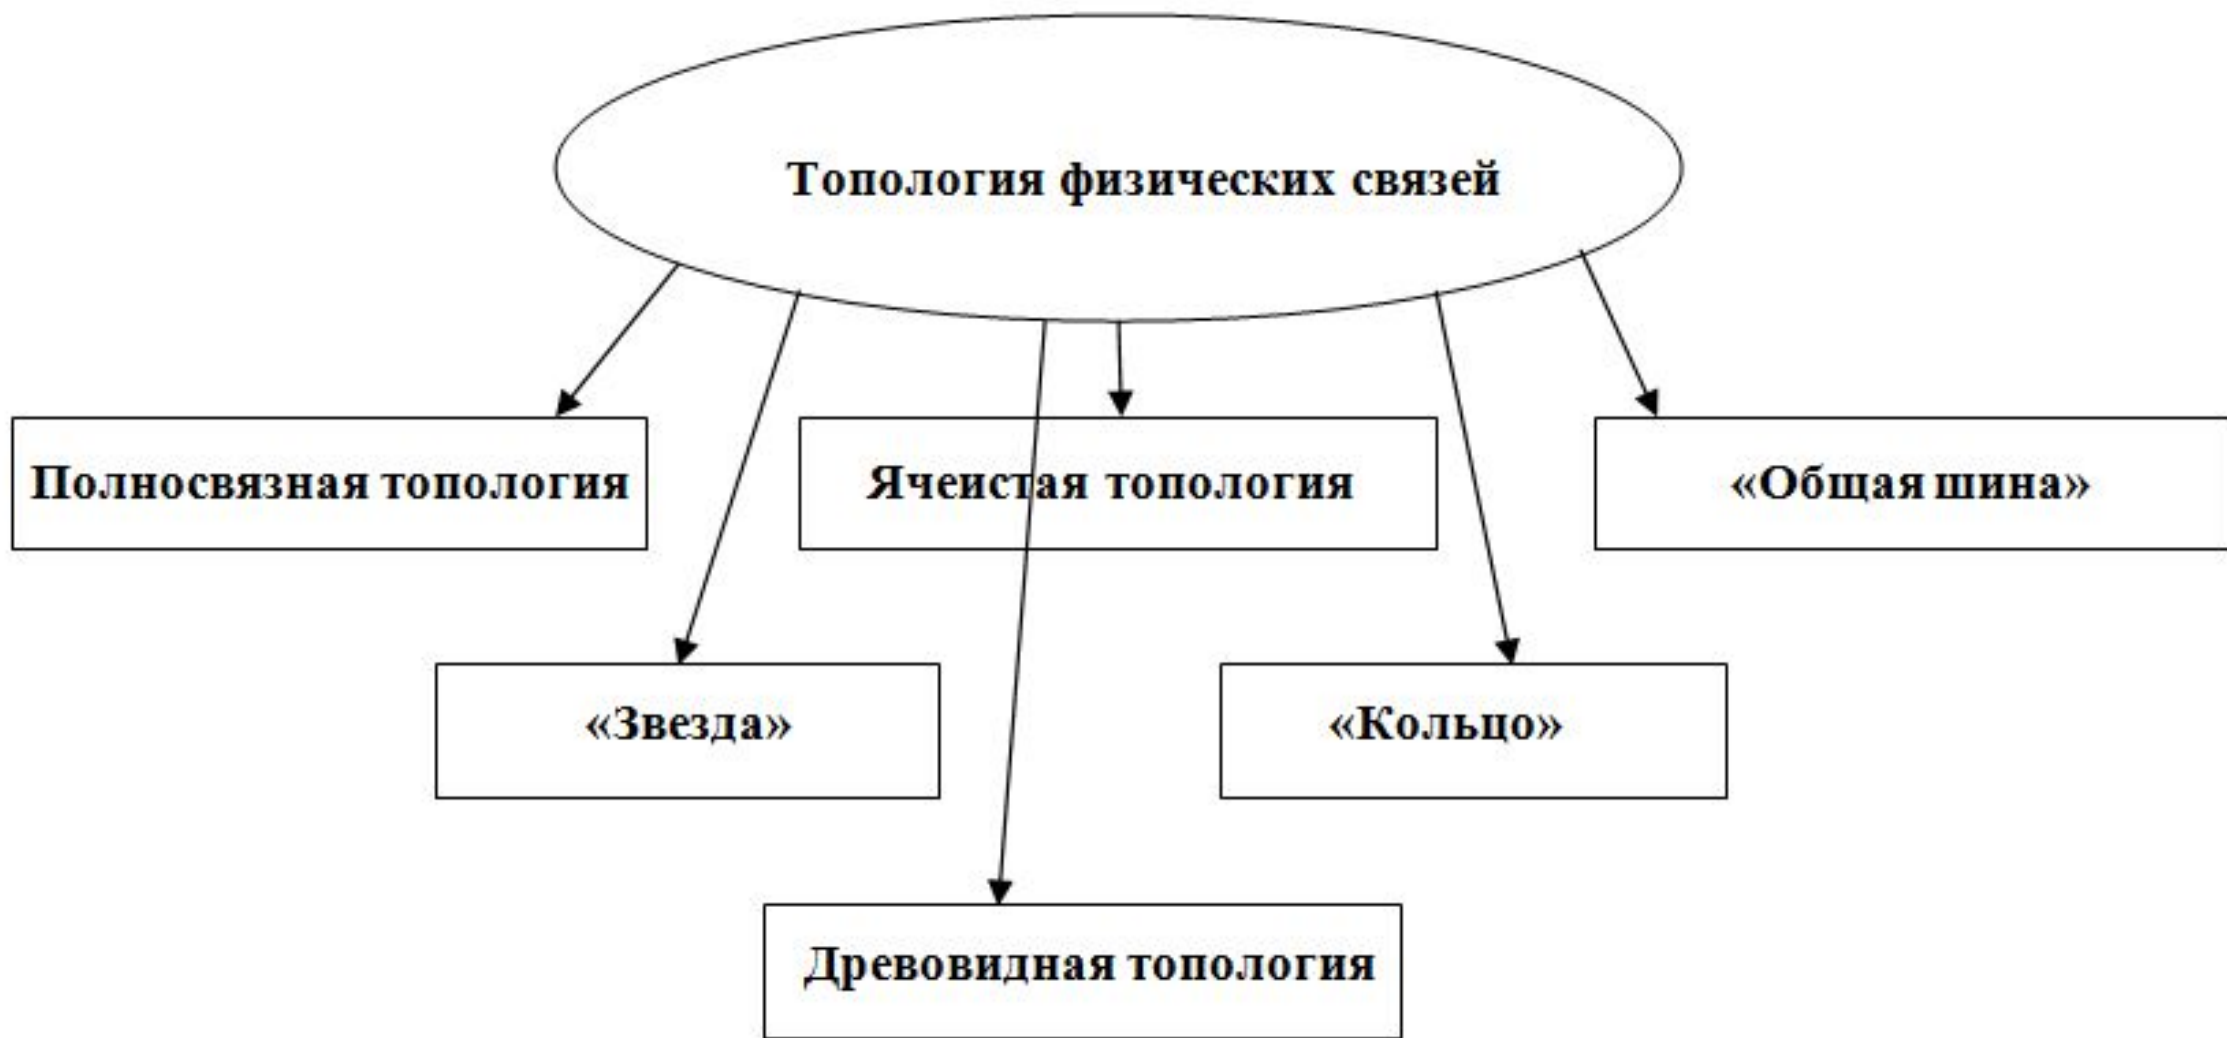 Топология физических связей
Полносвязная топология
Ячеистая топология
«Общая шина»
«Звезда»
«Кольцо»
Древовидная топология